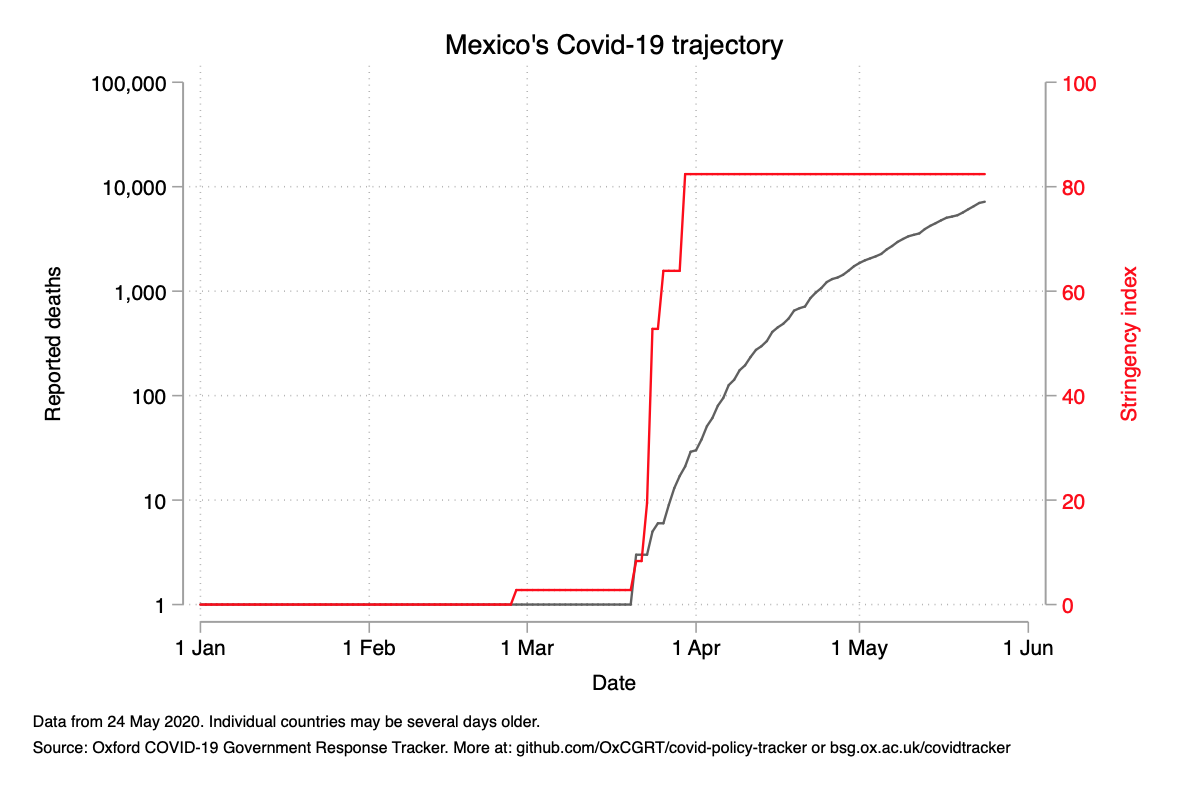 Mexico's Covid-19 trajectory
100,000
10,000
1,000
100
10
1
Reported deaths
100
80
60
40
20
0
Stringency index
1 Jan
1 Feb
1 Mar
1 Apr
1 May
1 Jun
Date
Data from 24 May 2020. Individual countries may be several days older.
Source: Oxford COVID-19 Government Response Tracker. More at: github.com/OxCGRT/covid-policy-tracker or bsg.ox.ac.uk/covidtracker